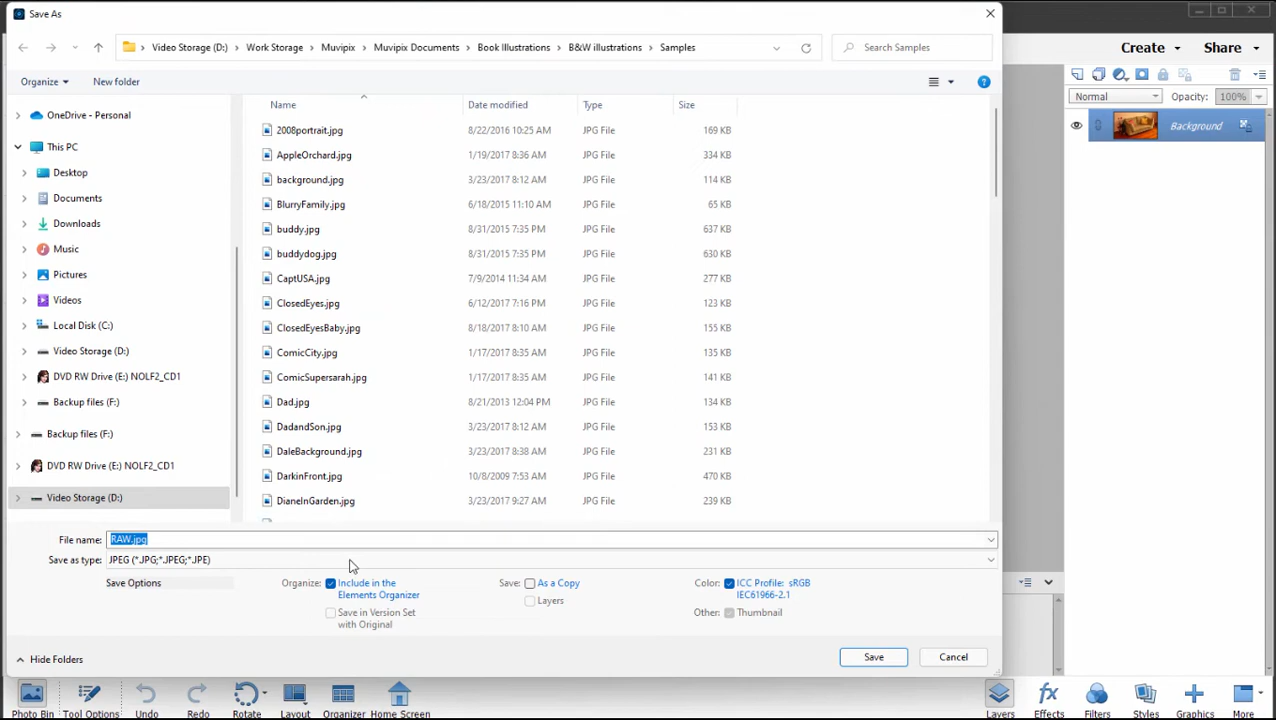 Save As
Create
Share
Video Storage (D:) > Work Storage > Muvipix > Muvipix Documents > Book Illustrations > B&W illustrations > Samples
Search Samples
Organize
New folder
Normal
Opacity: 100%
Background
OneDrive - Personal
This PC
Desktop
Documents
Downloads
Music
Pictures
Videos
Local Disk (C:)
Video Storage (D:)
DVD RW Drive (E:) NOLF2_CD1
Backup files (F:)
Backup files (F:)
DVD RW Drive (E:) NOLF2_CD1
Video Storage (D:)
Name Date modified Type Size
2008portrait.jpg 8/22/2016 10:25 AM JPG File 169 KB
AppleOrchard.jpg 1/19/2017 8:36 AM JPG File 334 KB
background.jpg 3/23/2017 8:12 AM JPG File 114 KB
BlurryFamily.jpg 6/18/2015 11:10 AM JPG File 65 KB
buddy.jpg 8/31/2015 7:35 PM JPG File 637 KB
buddydog.jpg 8/31/2015 7:35 PM JPG File 630 KB
CaptUSA.jpg 7/9/2014 11:34 AM JPG File 277 KB
ClosedEyes.jpg 6/12/2017 7:16 PM JPG File 123 KB
ClosedEyesBaby.jpg 8/18/2017 8:10 AM JPG File 155 KB
ComicCity.jpg 1/17/2017 8:35 AM JPG File 135 KB
ComicSupersarah.jpg 1/17/2017 8:35 AM JPG File 141 KB
Dad.jpg 8/21/2013 12:04 PM JPG File 134 KB
DadandSon.jpg 3/23/2017 8:12 AM JPG File 153 KB
DaleBackground.jpg 3/23/2017 8:38 AM JPG File 231 KB
DarkinFront.jpg 10/8/2009 7:53 AM JPG File 470 KB
DianeInGarden.jpg 3/23/2017 9:27 AM JPG File 239 KB
File name: RAW.jpg
Save as type: JPEG (*.JPG;*.JPEG;*.JPE)
Save Options
Organize: Include in the
Elements Organizer
Save in Version Set
with Original
Save: As a Copy
Layers
Color: ICC Profile: sRGB
IEC61966-2.1
Other: Thumbnail
Hide Folders
Save
Cancel
Photo Bin
Tool Options
Undo
Redo
Rotate
Layout
Organizer
Home Screen
Layers
Effects
Filters
Styles
Graphics
More